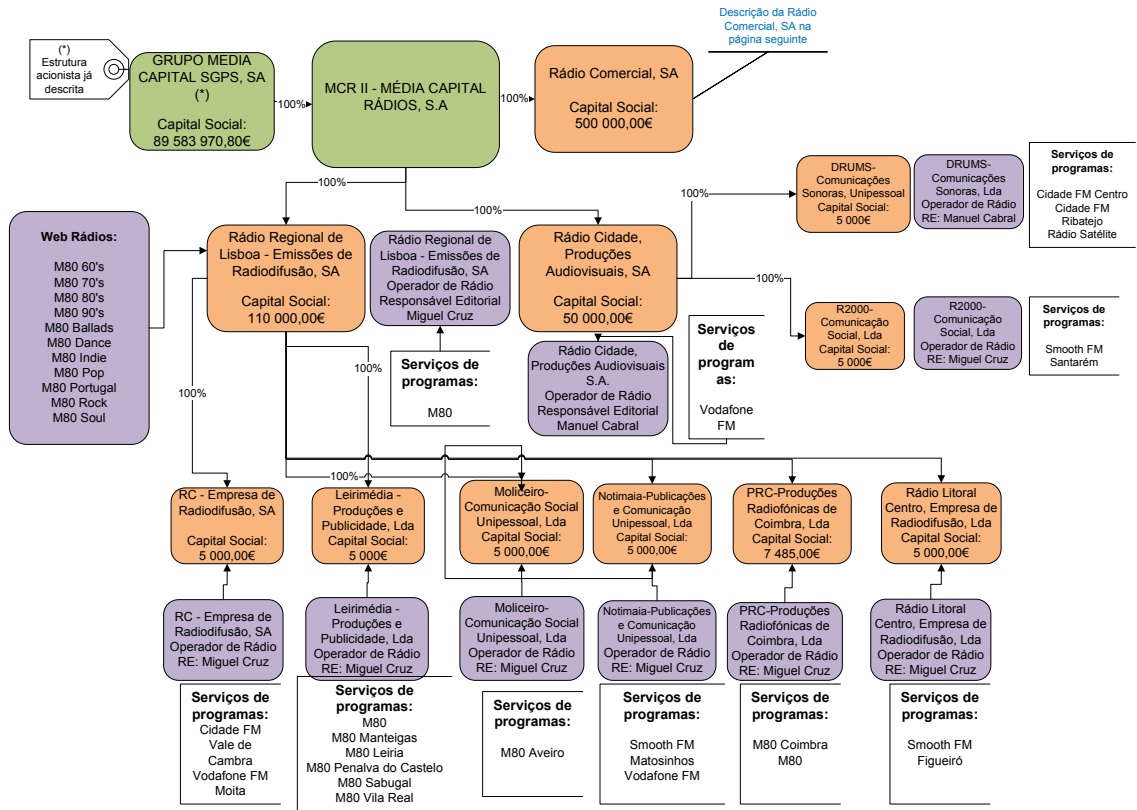 (*)
Estrutura
acionista já
descrita
GRUPO MEDIA
CAPITAL SGPS, SA
(*)
Capital Social:
89 583 970,80€
100%
MCR II - MÉDIA CAPITAL
RÁDIOS, S.A
100%
Rádio Comercial, SA
Capital Social:
500 000,00€
Descrição da Rádio
Comercial, SA na
página seguinte
100%
100%
Web Rádios:
M80 60's
M80 70's
M80 80's
M80 90's
M80 Ballads
M80 Dance
M80 Indie
M80 Pop
M80 Portugal
M80 Rock
M80 Soul
Rádio Regional de
Lisboa - Emissões de
Radiodifusão, SA
Capital Social:
110 000,00€
Rádio Regional de
Lisboa - Emissões de
Radiodifusão, SA
Operador de Rádio
Responsável Editorial
Miguel Cruz
Serviços de
programas:
M80
Rádio Cidade,
Produções
Audiovisuais, SA
Capital Social:
50 000,00€
Rádio Cidade,
Produções Audiovisuais
S.A.
Operador de Rádio
Responsável Editorial
Manuel Cabral
Serviços
de
program
as:
Vodafone
FM
100%
DRUMS-
Comunicações
Sonoras, Unipessoal
Capital Social:
5 000€
DRUMS-
Comunicações
Sonoras, Lda
Operador de Rádio
RE: Manuel Cabral
Serviços de
programas:
Cidade FM Centro
Cidade FM
Ribatejo
Rádio Satélite
100%
R2000-
Comunicação
Social, Lda
Capital Social:
5 000€
R2000-
Comunicação
Social, Lda
Operador de Rádio
RE: Miguel Cruz
Serviços de
programas:
Smooth FM
Santarém
100%
100%
100%
RC - Empresa de
Radiodifusão, SA
Capital Social:
5 000,00€
Leirimédia -
Produções e
Publicidade, Lda
Capital Social:
5 000€
Moliceiro-
Comunicação Social
Unipessoal, Lda
Capital Social:
5 000,00€
Notimaia-Publicações
e Comunicação
Unipessoal, Lda
Capital Social:
5 000,00€
PRC-Produções
Radiofónicas de
Coimbra, Lda
Capital Social:
7 485,00€
Rádio Litoral
Centro, Empresa de
Radiodifusão, Lda
Capital Social:
5 000,00€
RC - Empresa de
Radiodifusão, SA
Operador de Rádio
RE: Miguel Cruz
Leirimédia -
Produções e
Publicidade, Lda
Operador de Rádio
RE: Miguel Cruz
Moliceiro-
Comunicação Social
Unipessoal, Lda
Operador de Rádio
RE: Miguel Cruz
Notimaia-Publicações
e Comunicação
Unipessoal, Lda
Operador de Rádio
RE: Miguel Cruz
PRC-Produções
Radiofónicas de
Coimbra, Lda
Operador de Rádio
RE: Miguel Cruz
Rádio Litoral
Centro, Empresa de
Radiodifusão, Lda
Operador de Rádio
RE: Miguel Cruz
Serviços de
programas:
Cidade FM
Vale de
Cambra
Vodafone FM
Moita
Serviços de
programas:
M80
M80 Manteigas
M80 Leiria
M80 Penalva do Castelo
M80 Sabugal
M80 Vila Real
Serviços de
programas:
M80 Aveiro
Serviços de
programas:
Smooth FM
Matosinhos
Vodafone FM
Serviços de
programas:
M80 Coimbra
M80
Serviços de
programas:
Smooth FM
Figueiró